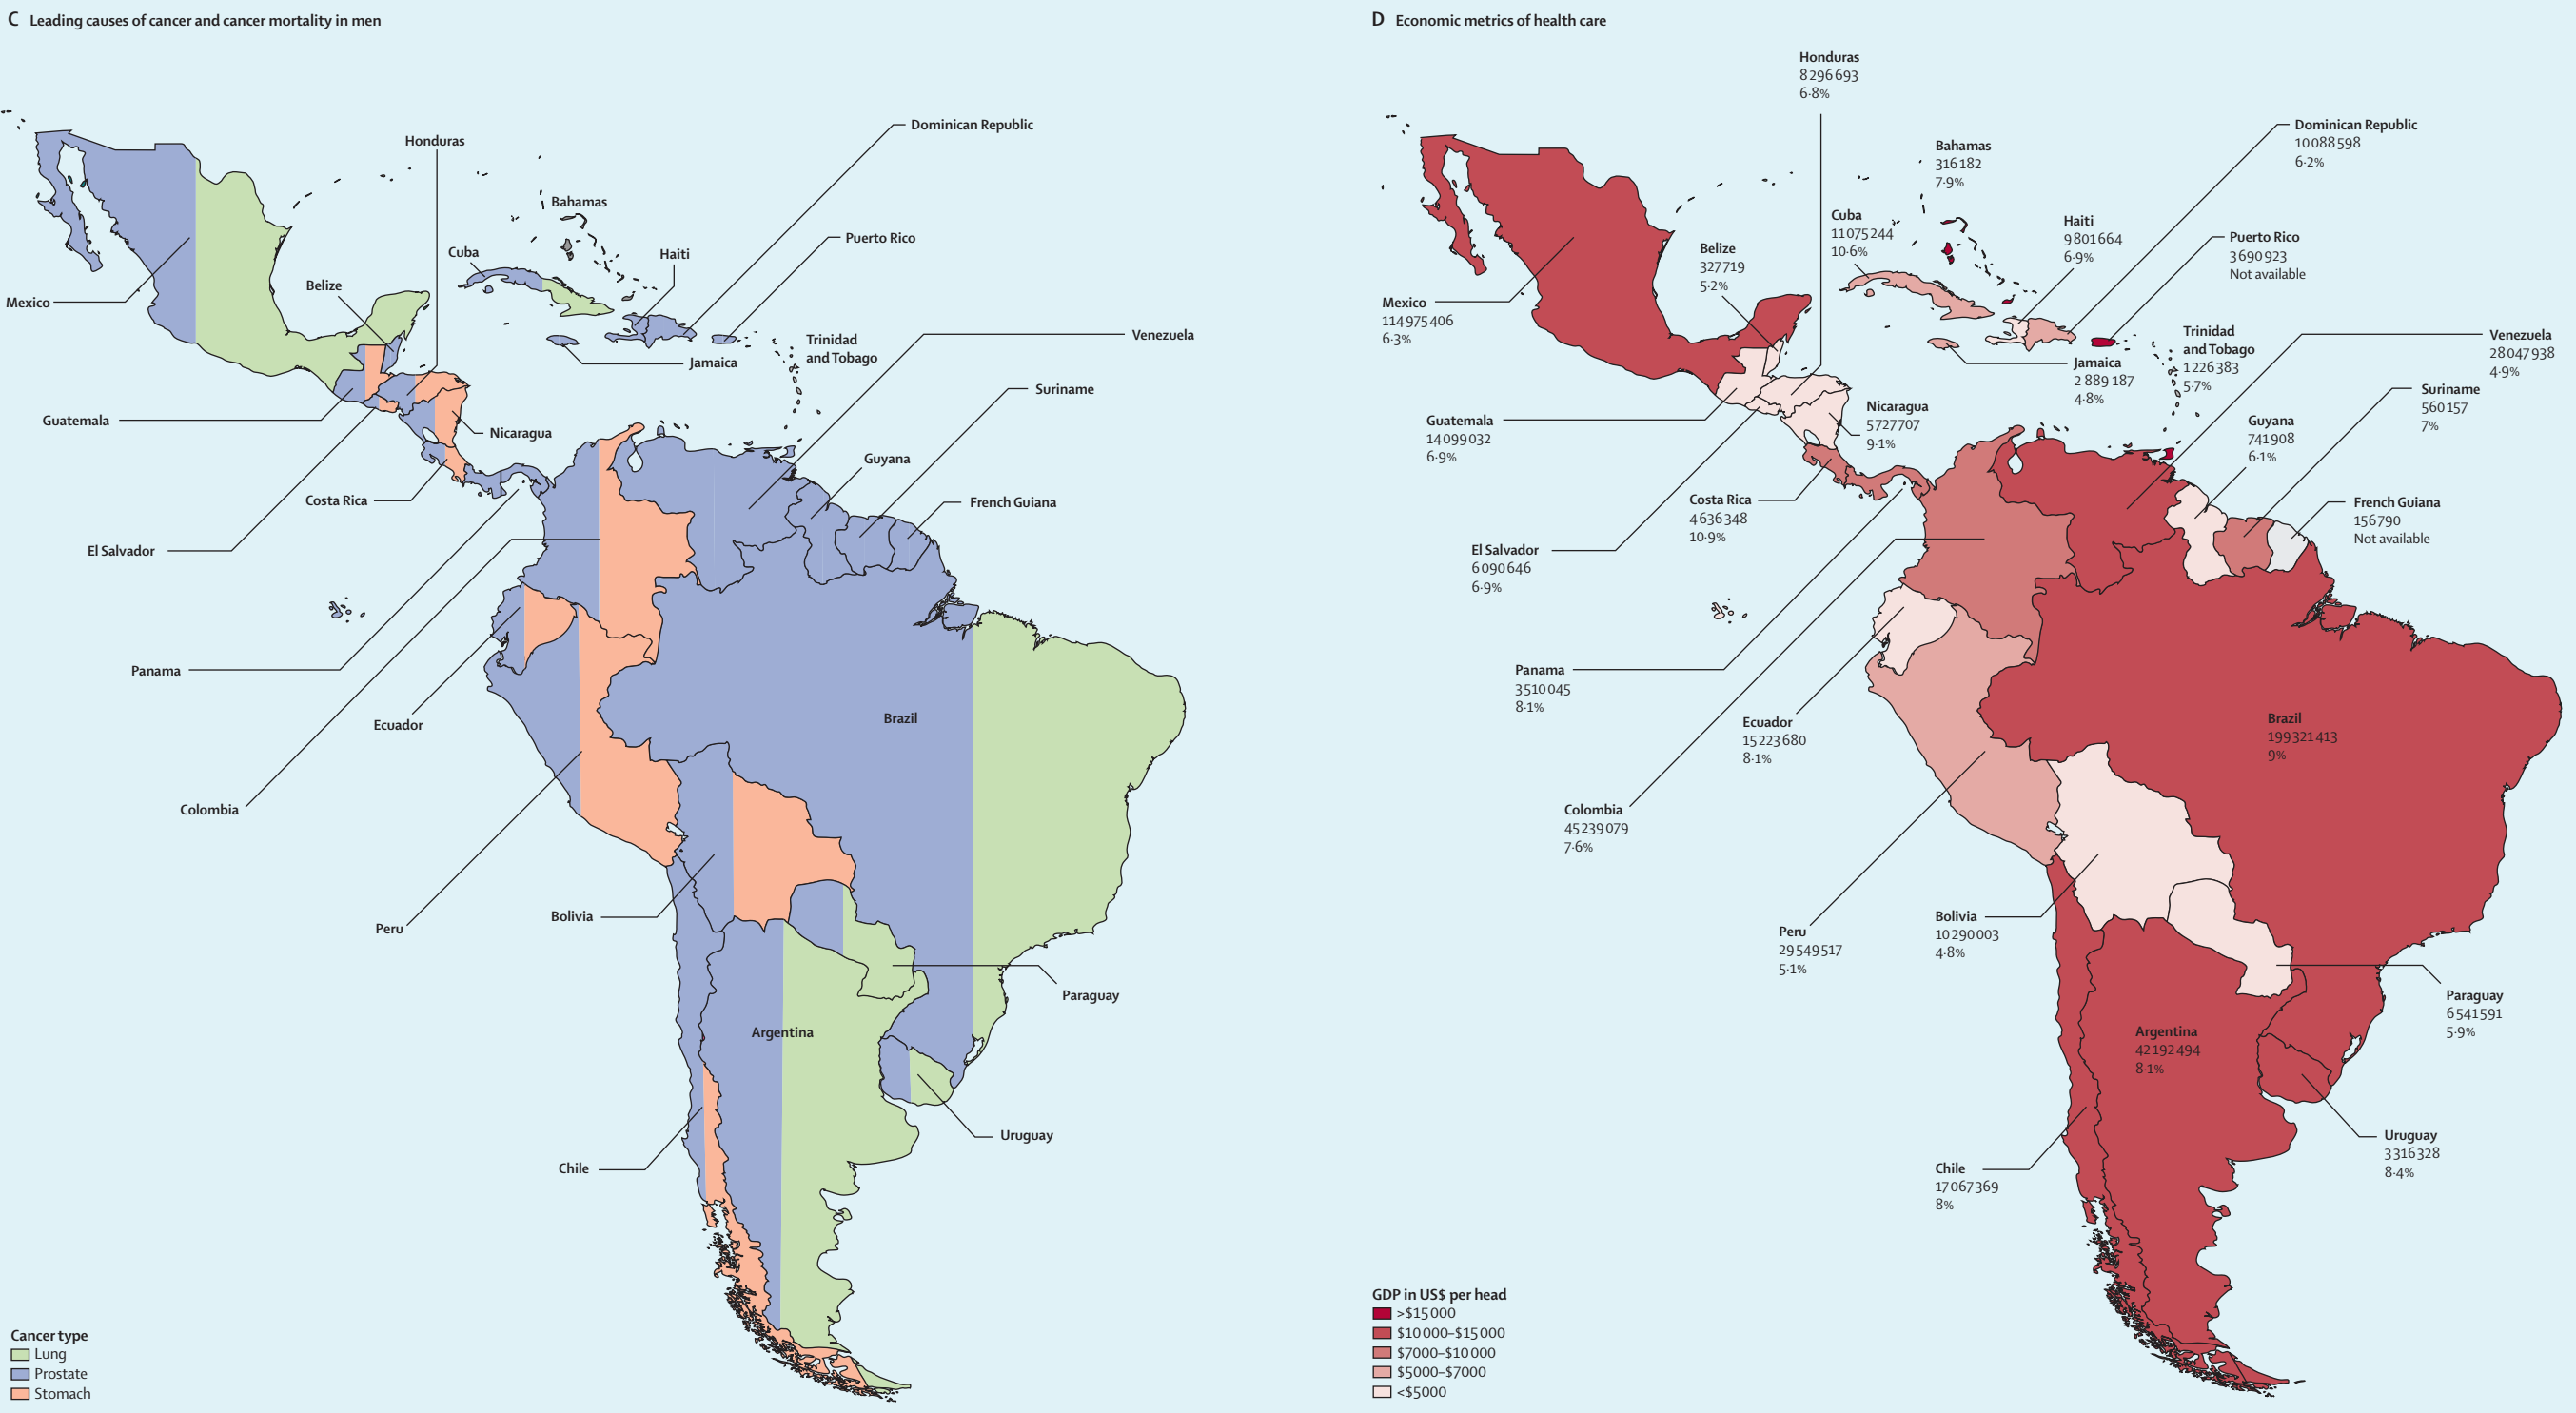 C Leading causes of cancer and cancer mortality in men
Honduras
Dominican Republic
Bahamas
Puerto Rico
Cuba
Haiti
Belize
Mexico
Trinidad
and Tobago
Venezuela
Jamaica
Suriname
Guatemala
Nicaragua
Guyana
Costa Rica
French Guiana
El Salvador
Panama
Ecuador
Brazil
Colombia
Peru
Bolivia
Paraguay
Argentina
Uruguay
Chile
Cancer type
Lung
Prostate
Stomach
D Economic metrics of health care
Honduras
8 296 693
6·8%
Dominican Republic
10 088 598
6·2%
Bahamas
316 182
7·9%
Cuba
11 075 244
10·6%
Haiti
9 801 664
6·9%
Puerto Rico
3 690 923
Not available
Belize
327 719
5·2%
Mexico
114 975 406
6·3%
Trinidad
and Tobago
1 226 383
5·7%
Venezuela
28 047 938
4·9%
Jamaica
2 889 187
4·8%
Suriname
560 157
7%
Guatemala
14 099 032
6·9%
Nicaragua
5 727 707
9·1%
Guyana
741 908
6·1%
Costa Rica
4 636 348
10·9%
French Guiana
156 790
Not available
El Salvador
6 090 646
6·9%
Panama
3 510 045
8·1%
Ecuador
15 223 680
8·1%
Brazil
199 321 413
9%
Colombia
45 239 079
7·6%
Peru
29 549 517
5·1%
Bolivia
10 290 003
4·8%
Paraguay
6 541 591
5·9%
Argentina
42 192 494
8·1%
Uruguay
3 316 328
8·4%
Chile
17 067 369
8%
GDP in US$ per head
>$15 000
$10 000–$15 000
$7000–$10 000
$5000–$7000
<$5000